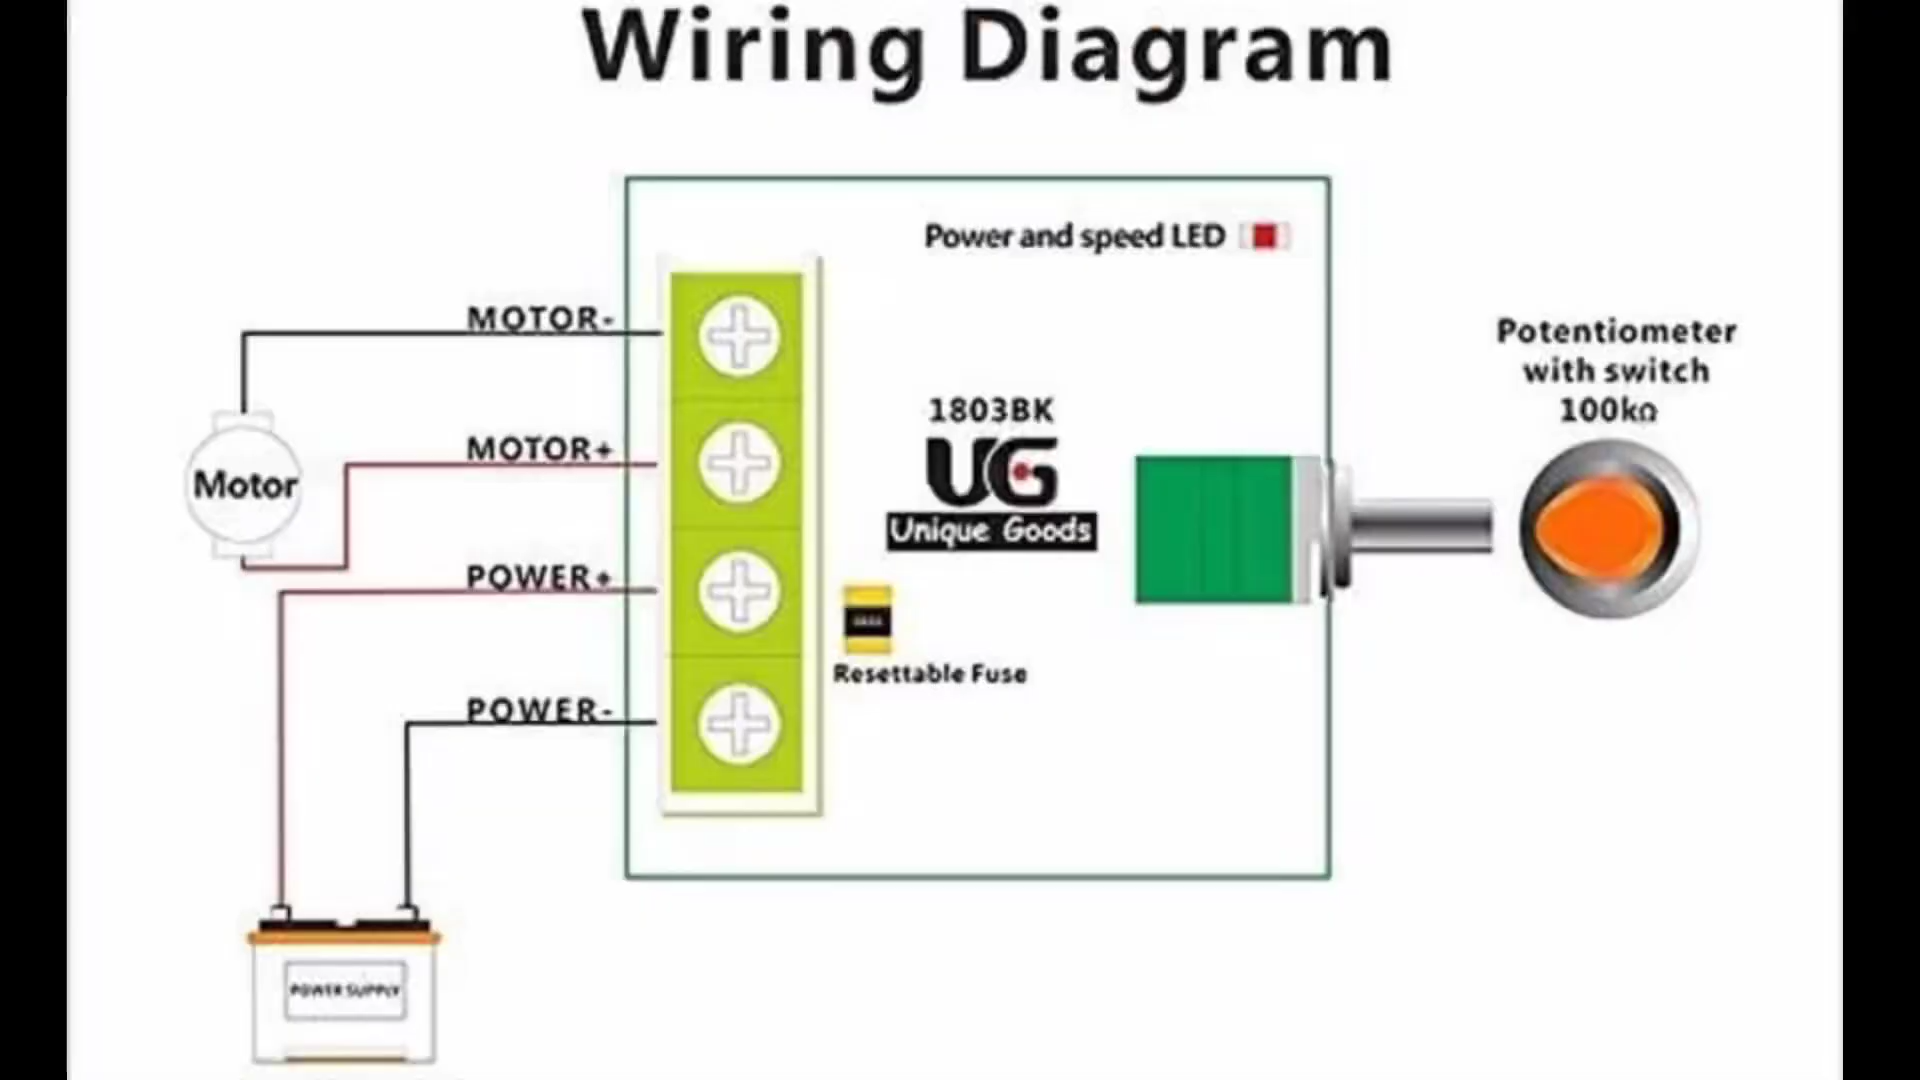 Wiring Diagram
Power and speed LED
MOTOR-
MOTOR+
POWER+
POWER-
Motor
1803BK
UG
Unique Goods
Resettable Fuse
Potentiometer
with switch
100kΩ
POWER SUPPLY